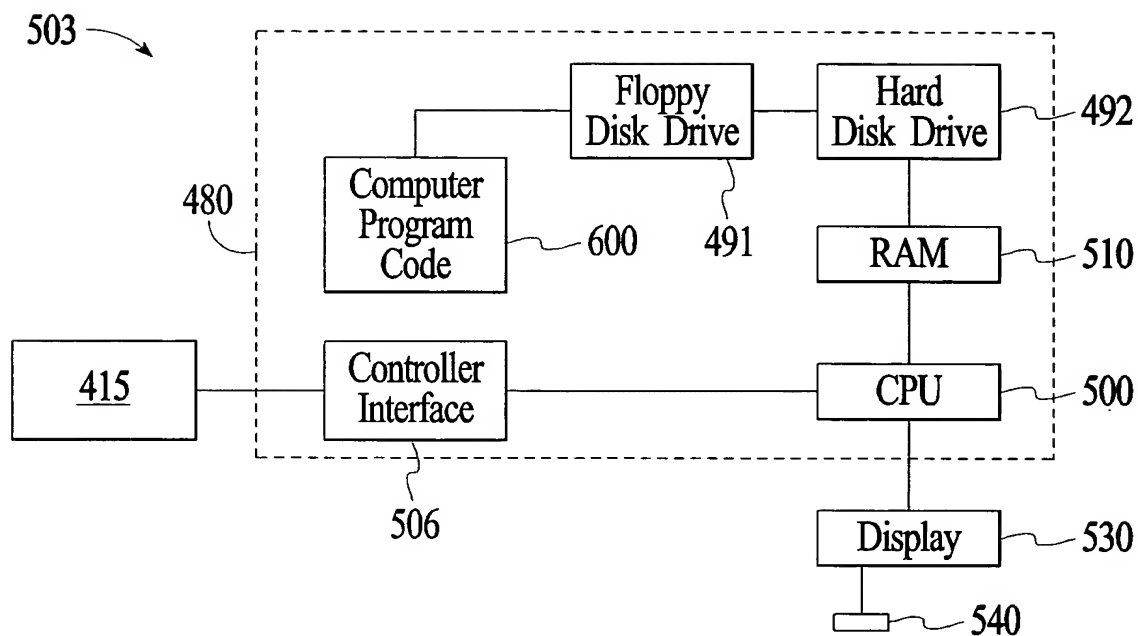 503
Floppy
Disk Drive
Hard
Disk Drive
492
480
Computer
Program
Code
600
491
RAM
510
415
Controller
Interface
CPU
500
506
Display
530
540